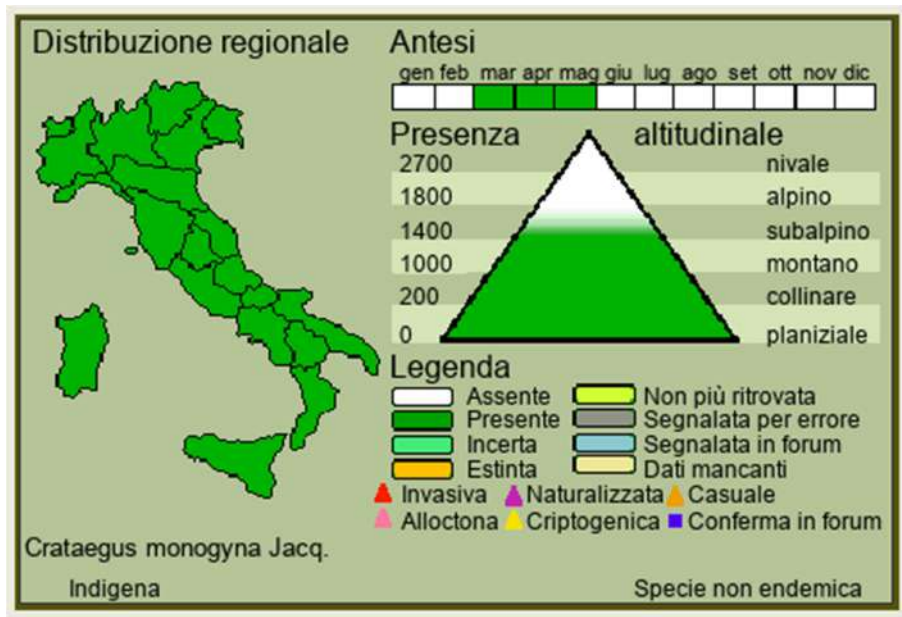 Distribuzione regionale
Antesi
gen feb mar apr mag giu lug ago set ott nov dic
Presenza altitudinale
2700 nivale
1800 alpino
1400 subalpino
1000 montano
200 collinare
0 planiziale
Legenda
Assente Non più ritrovata
Presente Segnalata per errore
Incerta Segnalata in forum
Estinta Dati mancanti
Invasiva Naturalizzata Casuale
Alloctona Criptogenica Conferma in forum
Crataegus monogyna Jacq.
Indigena Specie non endemica